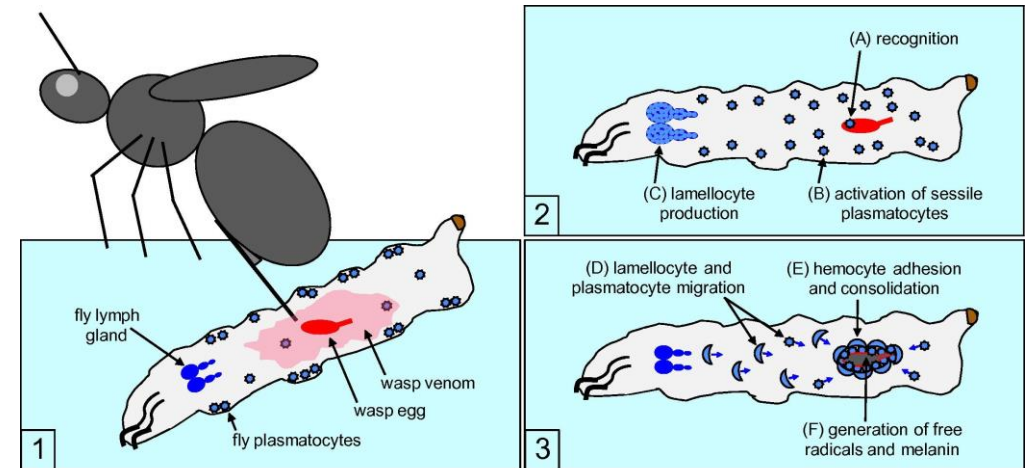 fly lymph
gland
wasp venom
wasp egg
fly plasmatocytes
1
(A) recognition
(C) lamellocyte
production
(B) activation of sessile
plasmatocytes
2
(D) lamellocyte and
plasmatocyte migration
(E) hemocyte adhesion
and consolidation
(F) generation of free
radicals and melanin
3